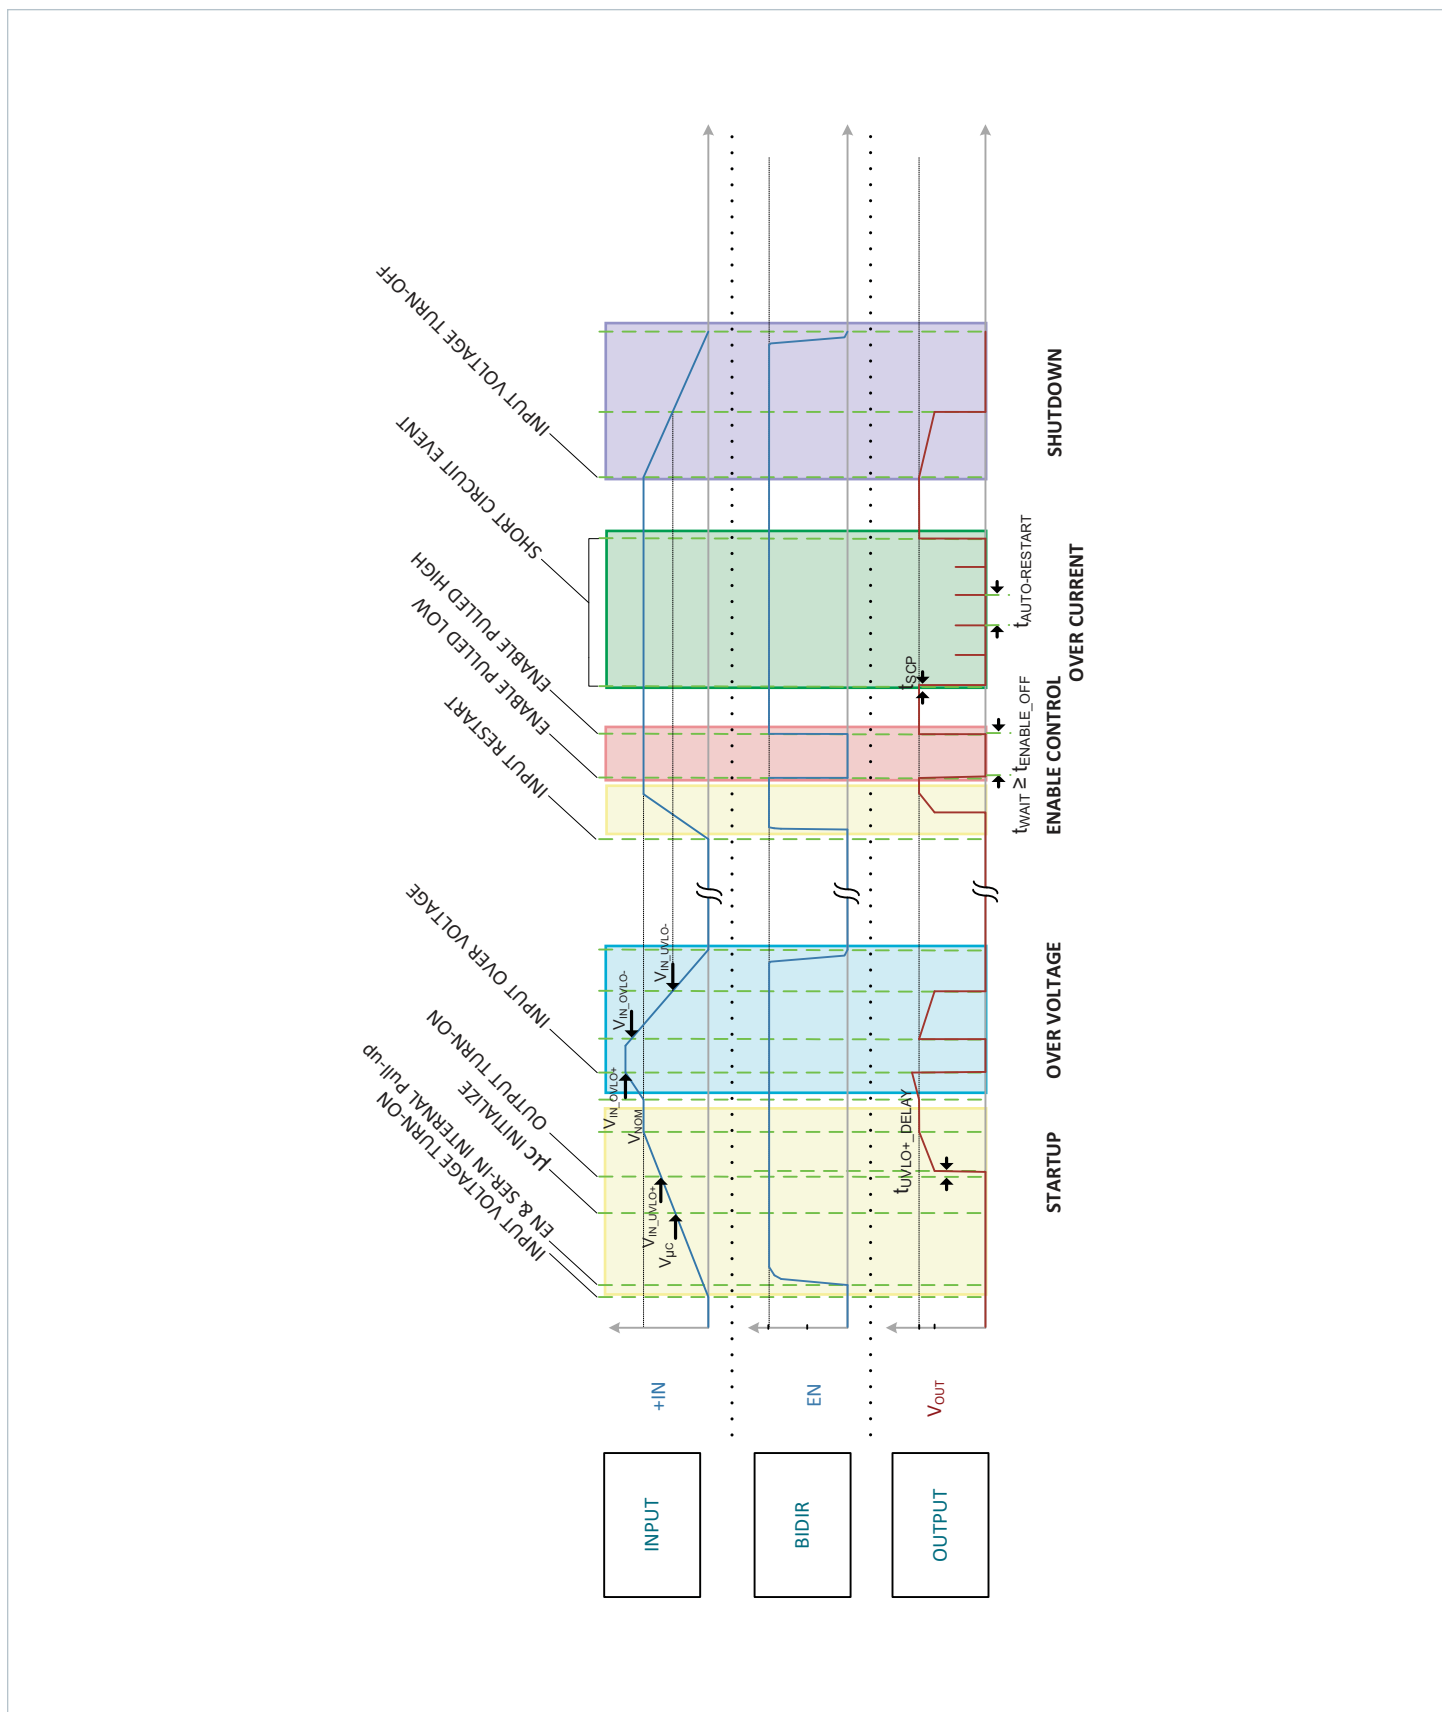 INPUT VOLTAGE TURN-ON
EN & SER-IN INTERNAL Pull-up
µC INITIALIZE
OUTPUT TURN-ON
INPUT OVER VOLTAGE
INPUT RESTART
ENABLE PULLED LOW
ENABLE PULLED HIGH
SHORT CIRCUIT EVENT
INPUT VOLTAGE TURN-OFF
INPUT
+IN
VµC
VIN_UVLO+
VNOM
VIN_OVLO+
VIN_OVLO-
VIN_UVLO-
BIDIR
EN
OUTPUT
VOUT
tUVLO+_DELAY
tSCP
tWAIT ≥ tENABLE_OFF
tAUTO-RESTART
STARTUP
OVER VOLTAGE
ENABLE CONTROL
OVER CURRENT
SHUTDOWN